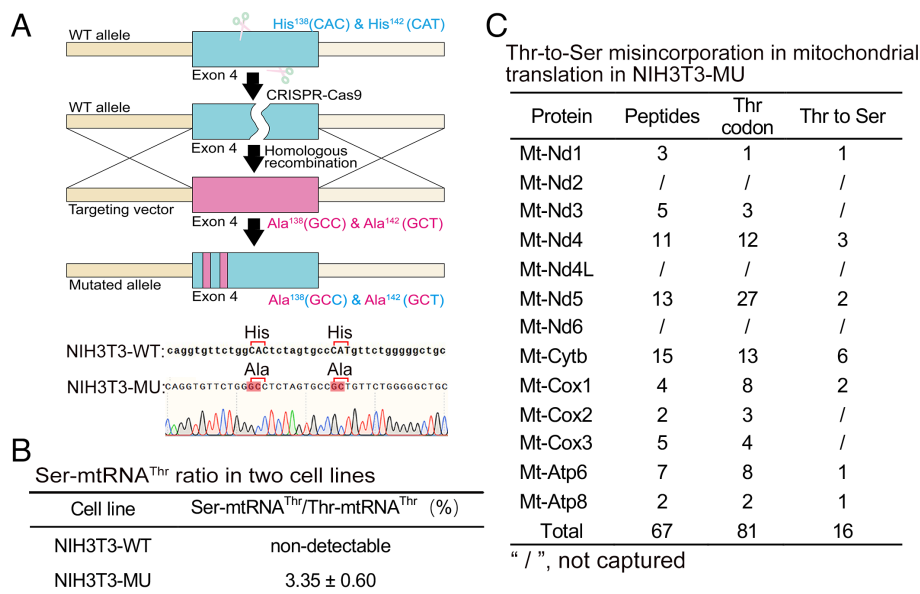 A
WT allele
His138(CAC) & His142 (CAT)
Exon 4
CRISPR-Cas9
WT allele
Exon 4
Homologous
recombination
Targeting vector
Exon 4
Ala138(GCC) & Ala142 (GCT)
Mutated allele
Exon 4
Ala138(GCC) & Ala142 (GCT)
His His
NIH3T3-WT: caggtgttctggCACtctagtgccCATgttctgggggctgc
Ala Ala
NIH3T3-MU: CAGGTGTTCTGGGCCTCTAGTGCCGCTGTTCTGGGGGCTGC
B
Ser-mtRNAThr ratio in two cell lines
Cell line Ser-mtRNAThr/Thr-mtRNAThr (%)
NIH3T3-WT non-detectable
NIH3T3-MU 3.35 ± 0.60
C
Thr-to-Ser misincorporation in mitochondrial
translation in NIH3T3-MU
Protein Peptides Thr codon Thr to Ser
Mt-Nd1 3 1 1
Mt-Nd2 / / /
Mt-Nd3 5 3 /
Mt-Nd4 11 12 3
Mt-Nd4L / / /
Mt-Nd5 13 27 2
Mt-Nd6 / / /
Mt-Cytb 15 13 6
Mt-Cox1 4 8 2
Mt-Cox2 2 3 /
Mt-Cox3 5 4 /
Mt-Atp6 7 8 1
Mt-Atp8 2 2 1
Total 67 81 16
“ / ”, not captured